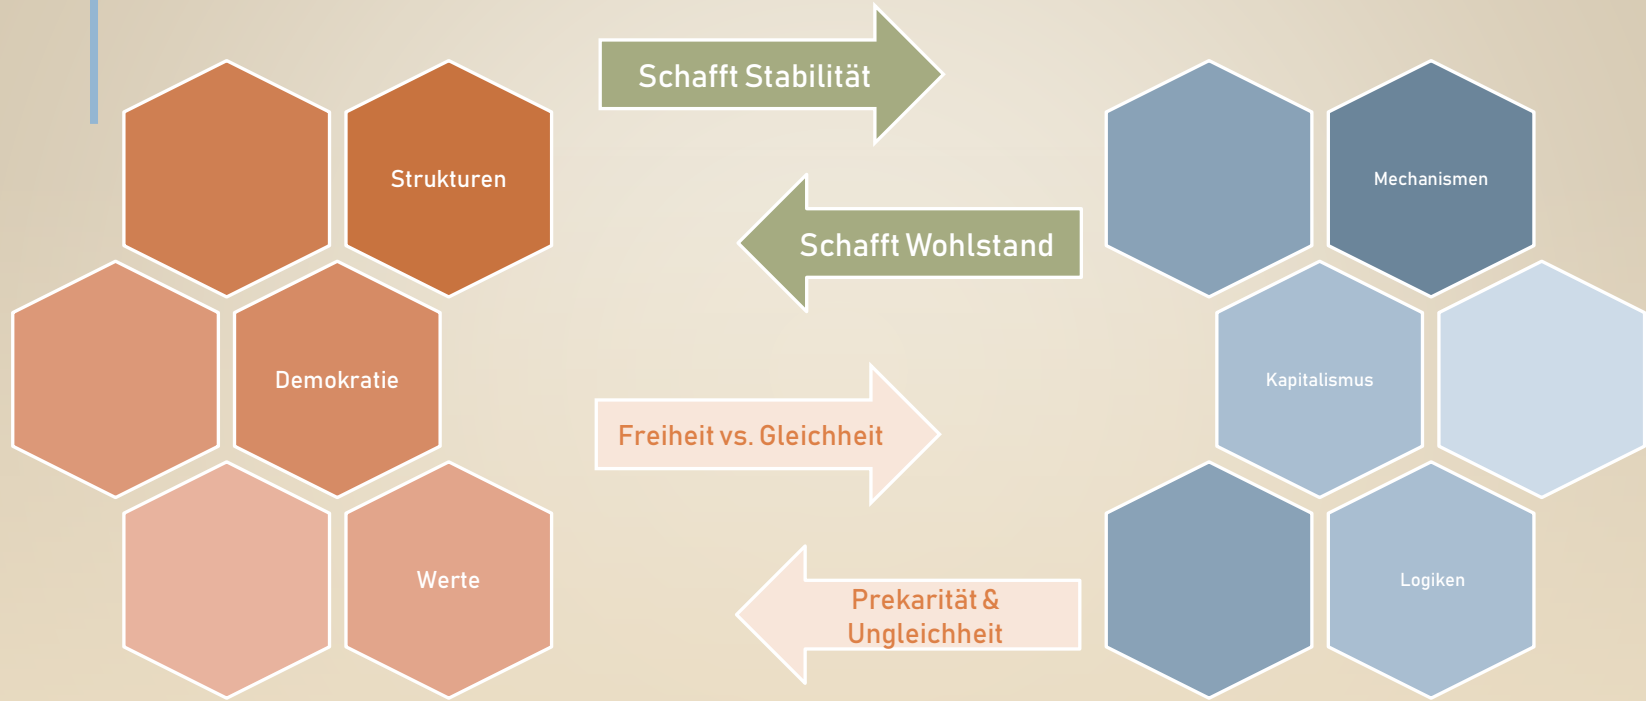 Schafft Stabilität
Strukturen
Mechanismen
Schafft Wohlstand
Demokratie
Kapitalismus
Freiheit vs. Gleichheit
Werte
Logiken
Prekarität &
Ungleichheit